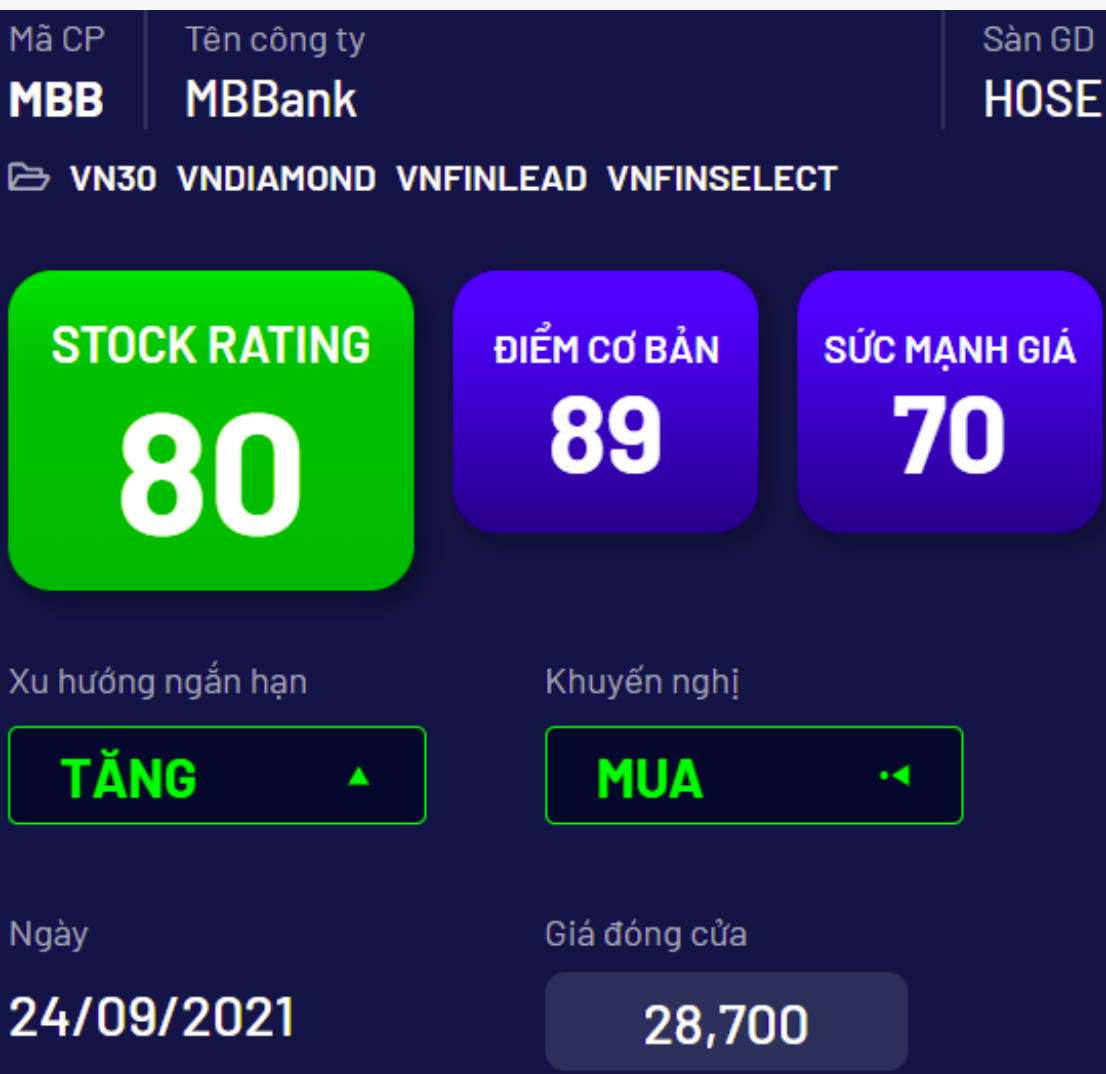 Mã CP Tên công ty Sàn GD
MBB MBBank HOSE
VN30 VNDIAMOND VNFINLEAD VNFINSELECT
STOCK RATING ĐIỂM CƠ BẢN SỨC MẠNH GIÁ
80 89 70
Xu hướng ngắn hạn Khuyến nghị
TĂNG MUA
Ngày Giá đóng cửa
24/09/2021 28,700